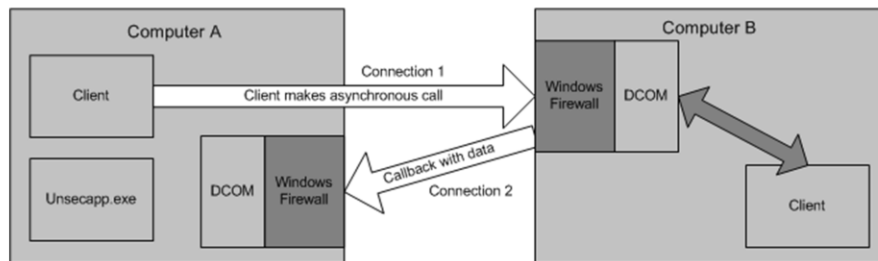 Computer A
Computer B
Client
Connection 1
Client makes asynchronous call
Windows
Firewall
DCOM
Unsecapp.exe
DCOM
Windows
Firewall
Callback with data
Connection 2
Client